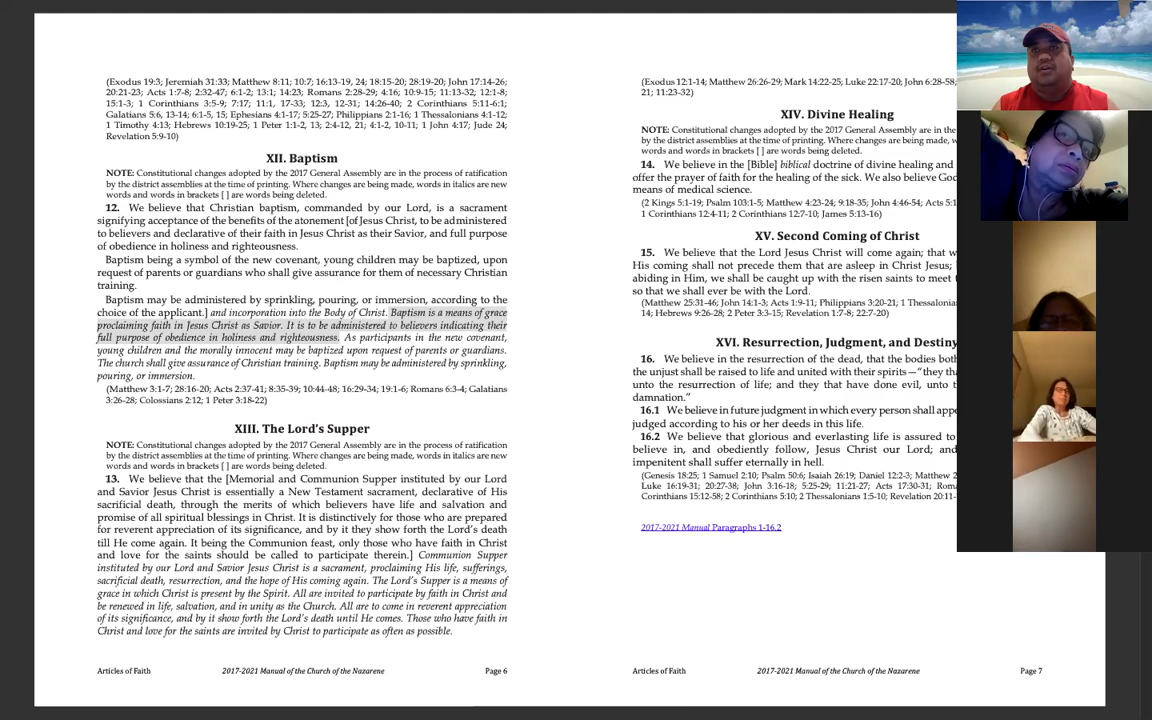 (Exodus 19:3; Jeremiah 31:33; Matthew 8:11; 10:7; 16:13-19, 24; 18:15-20; 28:19-20; John 17:14-26;
20:21-23; Acts 1:7-8; 2:32-47; 6:1-2; 13:1; 14:23; Romans 2:28-29; 4:16; 10:9-15; 11:13-32; 12:1-8;
15:1-3; 1 Corinthians 3:5-9; 7:17; 11:1, 17-33; 12:3, 12-31; 14:26-40; 2 Corinthians 5:11-6:1;
Galatians 5:6, 13-14; 6:1-5, 15; Ephesians 4:1-17; 5:25-27; Philippians 2:1-16; 1 Thessalonians 4:1-12;
1 Timothy 4:13; Hebrews 10:19-25; 1 Peter 1:1-2, 13; 2:4-12, 21; 4:1-2, 10-11; 1 John 4:17; Jude 24;
Revelation 5:9-10)
XII. Baptism
NOTE: Constitutional changes adopted by the 2017 General Assembly are in the process of ratification
by the district assemblies at the time of printing. Where changes are being made, words in italics are new
words and words in brackets [ ] are words being deleted.
12. We believe that Christian baptism, commanded by our Lord, is a sacrament
signifying acceptance of the benefits of the atonement [of Jesus Christ, to be administered
to believers and declarative of their faith in Jesus Christ as their Savior, and full purpose
of obedience in holiness and righteousness.
Baptism being a symbol of the new covenant, young children may be baptized, upon
request of parents or guardians who shall give assurance for them of necessary Christian
training.
Baptism may be administered by sprinkling, pouring, or immersion, according to the
choice of the applicant.] and incorporation into the Body of Christ. Baptism is a means of grace
proclaiming faith in Jesus Christ as Savior. It is to be administered to believers indicating their
full purpose of obedience in holiness and righteousness. As participants in the new covenant,
young children and the morally innocent may be baptized upon request of parents or guardians.
The church shall give assurance of Christian training. Baptism may be administered by sprinkling,
pouring, or immersion.
(Matthew 3:1-7; 28:16-20; Acts 2:37-41; 8:35-39; 10:44-48; 16:29-34; 19:1-6; Romans 6:3-4; Galatians
3:26-28; Colossians 2:12; 1 Peter 3:18-22)
XIII. The Lord's Supper
NOTE: Constitutional changes adopted by the 2017 General Assembly are in the process of ratification
by the district assemblies at the time of printing. Where changes are being made, words in italics are new
words and words in brackets [ ] are words being deleted.
13. We believe that the [Memorial and Communion Supper instituted by our Lord
and Savior Jesus Christ is essentially a New Testament sacrament, declarative of His
sacrificial death, through the merits of which believers have life and salvation and
promise of all spiritual blessings in Christ. It is distinctively for those who are prepared
for reverent appreciation of its significance, and by it they show forth the Lord's death
till He come again. It being the Communion feast, only those who have faith in Christ
and love for the saints should be called to participate therein.] Communion Supper
instituted by our Lord and Savior Jesus Christ is a sacrament, proclaiming His life, sufferings,
sacrificial death, resurrection, and the hope of His coming again. The Lord's Supper is a means of
grace in which Christ is present by the Spirit. All are invited to participate by faith in Christ and
be renewed in life, salvation, and in unity as the Church. All are to come in reverent appreciation
of its significance, and by it show forth the Lord's death until He comes. Those who have faith in
Christ and love for the saints are invited by Christ to participate as often as possible.
Articles of Faith 2017-2021 Manual of the Church of the Nazarene Page 6
(Exodus 12:1-14; Matthew 26:26-29; Mark 14:22-25; Luke 22:17-20; John 6:28-58;
21; 11:23-32)
XIV. Divine Healing
NOTE: Constitutional changes adopted by the 2017 General Assembly are in the
by the district assemblies at the time of printing. Where changes are being made,
words and words in brackets [ ] are words being deleted.
14. We believe in the [Bible] biblical doctrine of divine healing and
offer the prayer of faith for the healing of the sick. We also believe God
means of medical science.
(2 Kings 5:1-19; Psalm 103:1-5; Matthew 4:23-24; 9:18-35; John 4:46-54; Acts 5:1
1 Corinthians 12:4-11; 2 Corinthians 12:7-10; James 5:13-16)
XV. Second Coming of Christ
15. We believe that the Lord Jesus Christ will come again; that w
His coming shall not precede them that are asleep in Christ Jesus;
abiding in Him, we shall be caught up with the risen saints to meet
so that we shall ever be with the Lord.
(Matthew 25:31-46; John 14:1-3; Acts 1:9-11; Philippians 3:20-21; 1 Thessalonia
14; Hebrews 9:26-28; 2 Peter 3:3-15; Revelation 1:7-8; 22:7-20)
XVI. Resurrection, Judgment, and Destiny
16. We believe in the resurrection of the dead, that the bodies both
the unjust shall be raised to life and united with their spirits—"they tha
unto the resurrection of life; and they that have done evil, unto t
damnation."
16.1 We believe in future judgment in which every person shall appe
judged according to his or her deeds in this life.
16.2 We believe that glorious and everlasting life is assured to
believe in, and obediently follow, Jesus Christ our Lord; and
impenitent shall suffer eternally in hell.
(Genesis 18:25; 1 Samuel 2:10; Psalm 50:6; Isaiah 26:19; Daniel 12:2-3; Matthew 2
Luke 16:19-31; 20:27-38; John 3:16-18; 5:25-29; 11:21-27; Acts 17:30-31; Roma
Corinthians 15:12-58; 2 Corinthians 5:10; 2 Thessalonians 1:5-10; Revelation 20:11-
2017-2021 Manual Paragraphs 1-16.2
Articles of Faith 2017-2021 Manual of the Church of the Nazarene Page 7